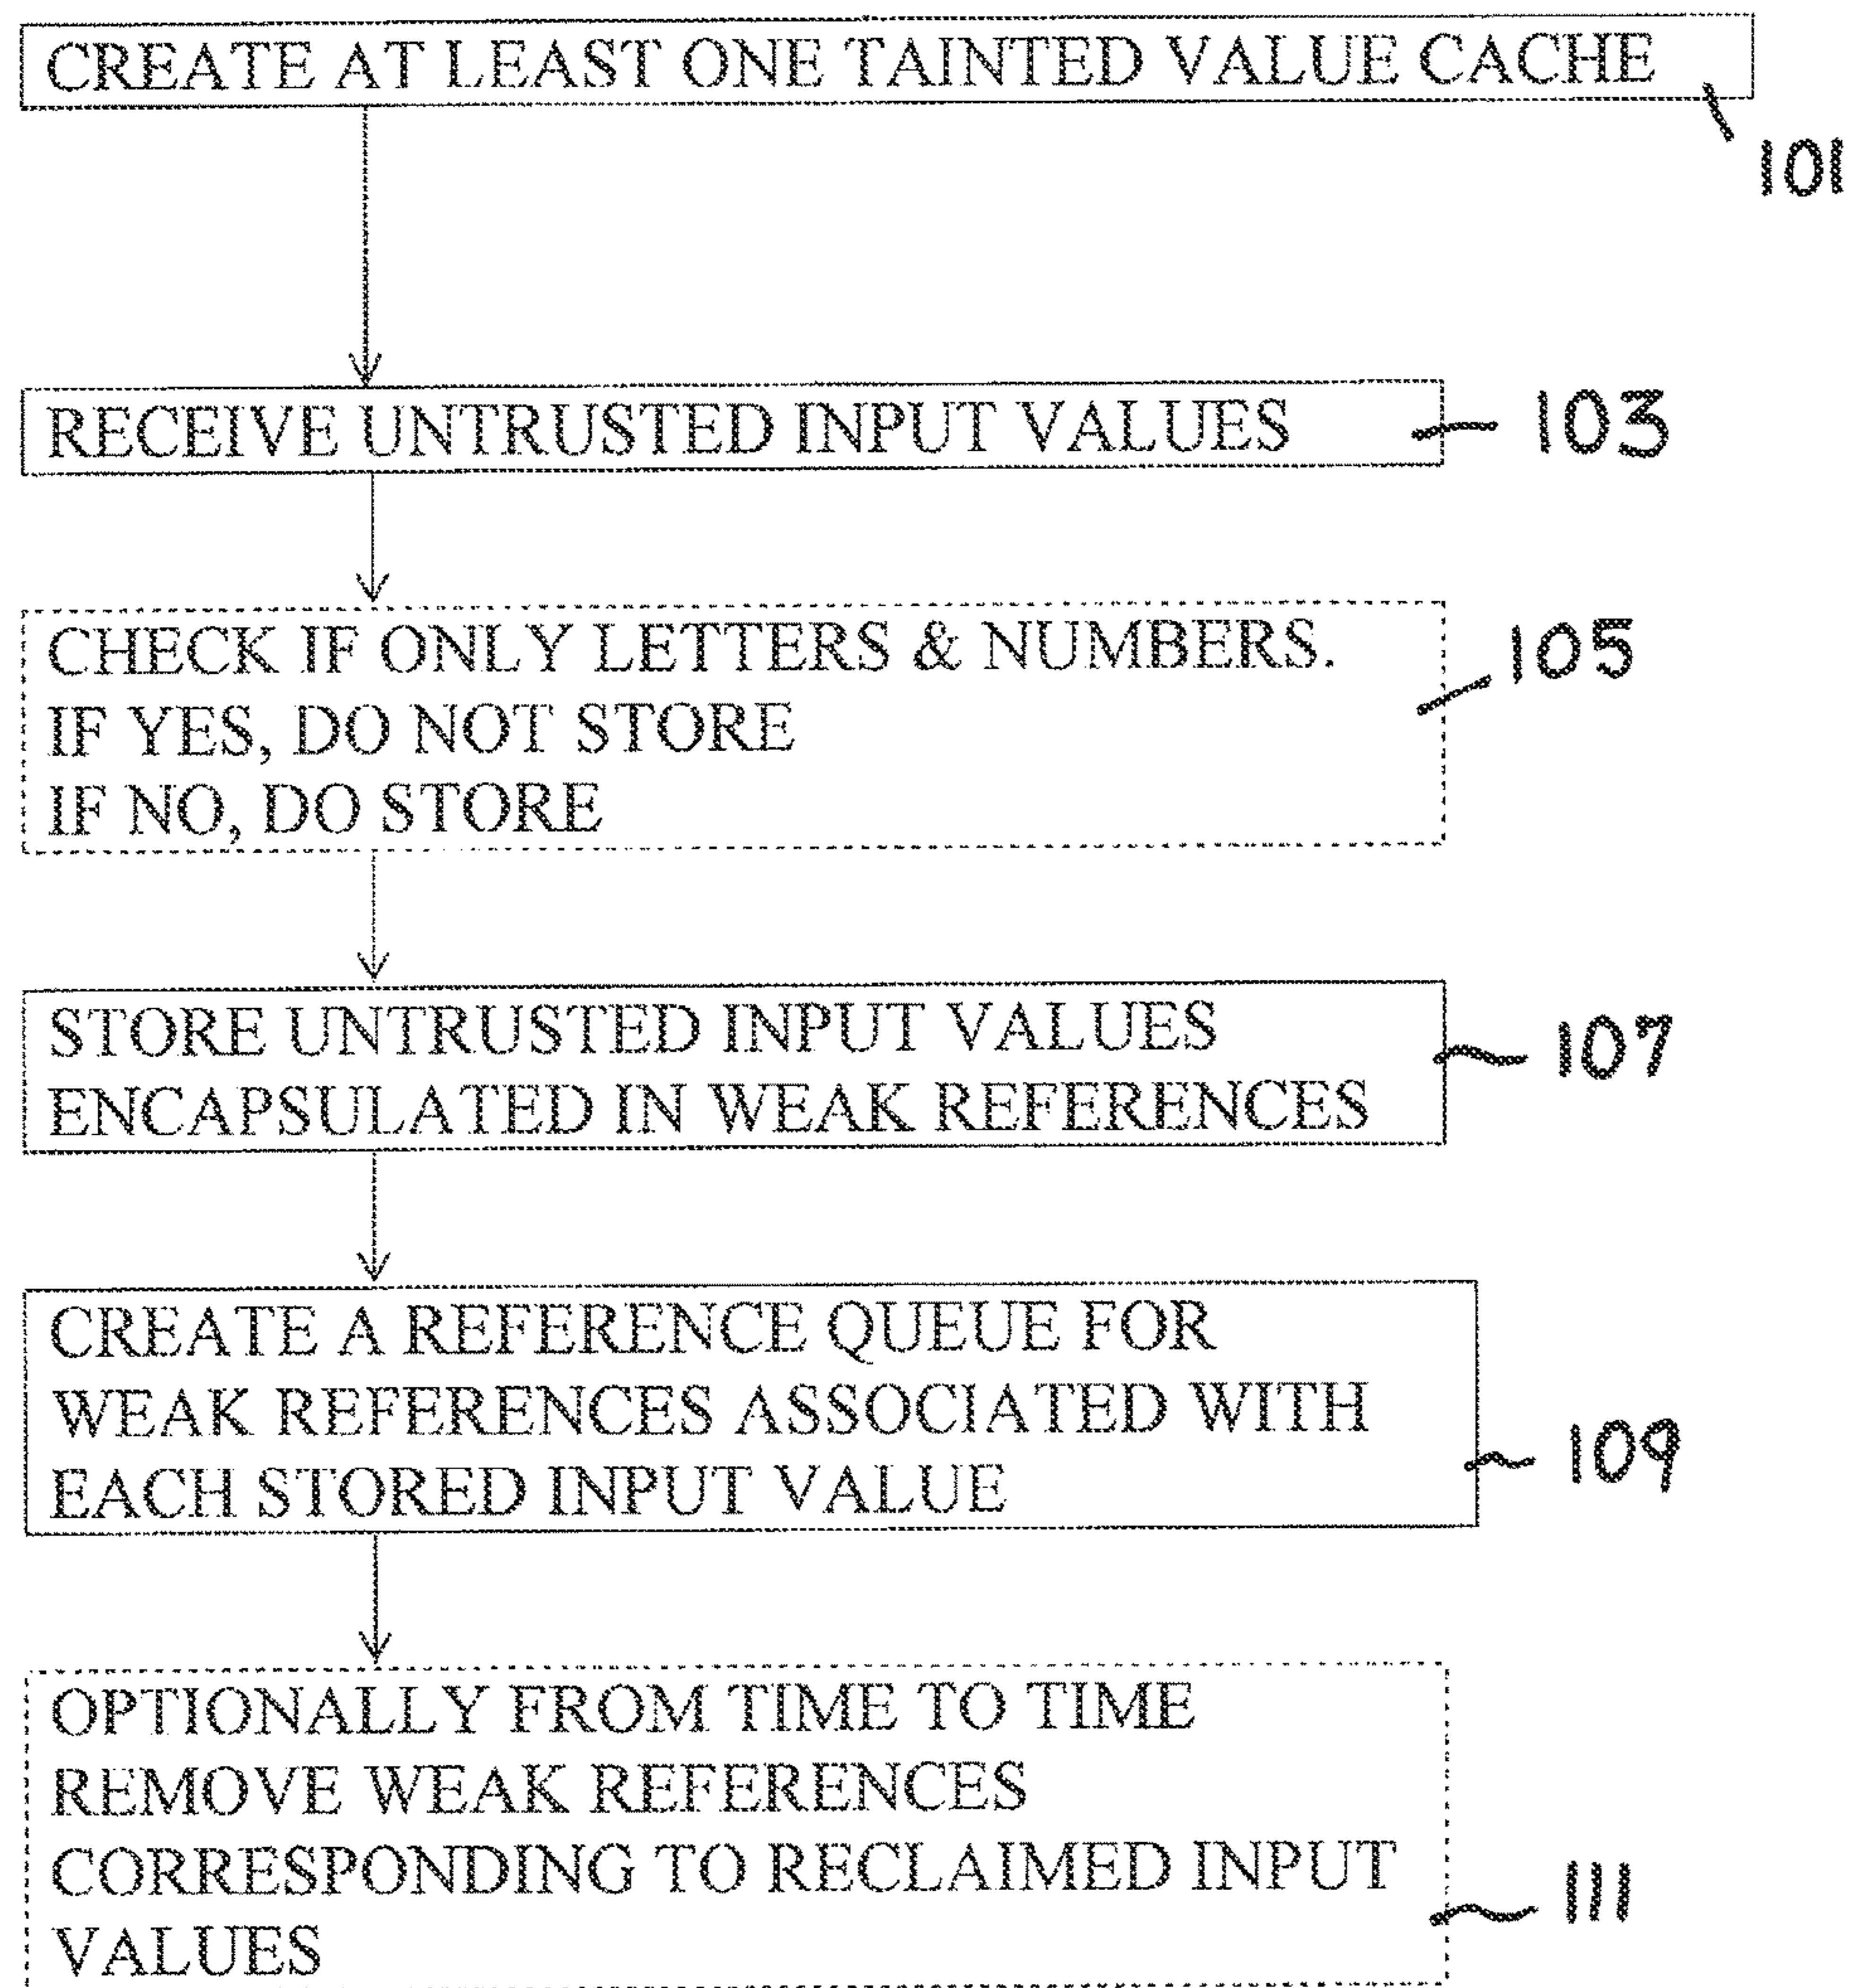 CREATE AT LEAST ONE TAINTED VALUE CACHE
101
RECEIVE UNTRUSTED INPUT VALUES
103
CHECK IF ONLY LETTERS & NUMBERS.
IF YES, DO NOT STORE
IF NO, DO STORE
105
STORE UNTRUSTED INPUT VALUES
ENCAPSULATED IN WEAK REFERENCES
107
CREATE A REFERENCE QUEUE FOR
WEAK REFERENCES ASSOCIATED WITH
EACH STORED INPUT VALUE
109
OPTIONALLY FROM TIME TO TIME
REMOVE WEAK REFERENCES
CORRESPONDING TO RECLAIMED INPUT
VALUES
111